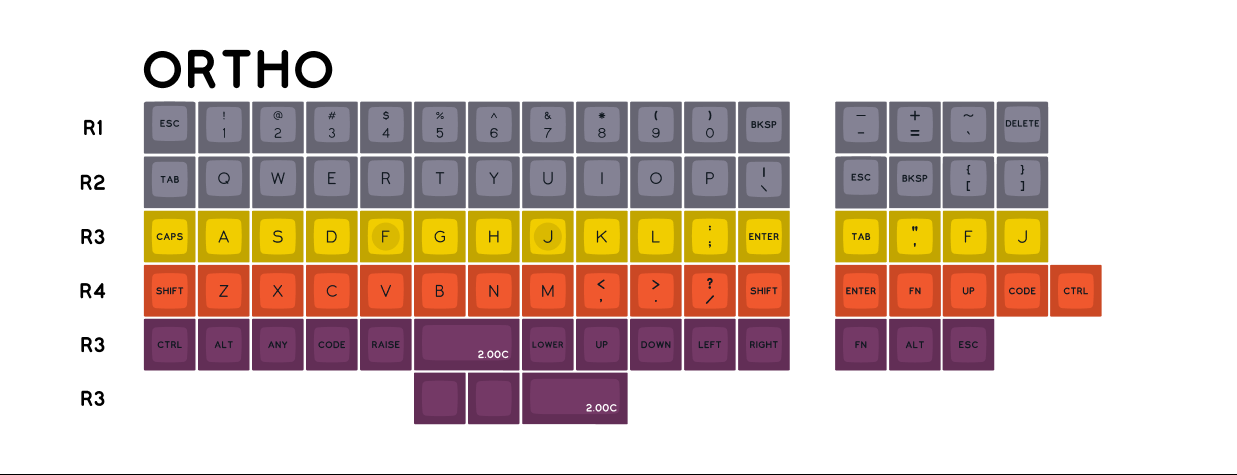 ORTHO
R1 ESC ! 1 @ 2 # 3 $ 4 % 5 ^ 6 & 7 * 8 ( 9 ) 0 BKSP — - + = ~ ` DELETE
R2 TAB Q W E R T Y U I O P | \ ESC BKSP { [ } ]
R3 CAPS A S D F G H J K L : ; ENTER TAB " ' F J
R4 SHIFT Z X C V B N M < , > . ? / SHIFT ENTER FN UP CODE CTRL
R3 CTRL ALT ANY CODE RAISE 2.00C LOWER UP DOWN LEFT RIGHT FN ALT ESC
R3 2.00C